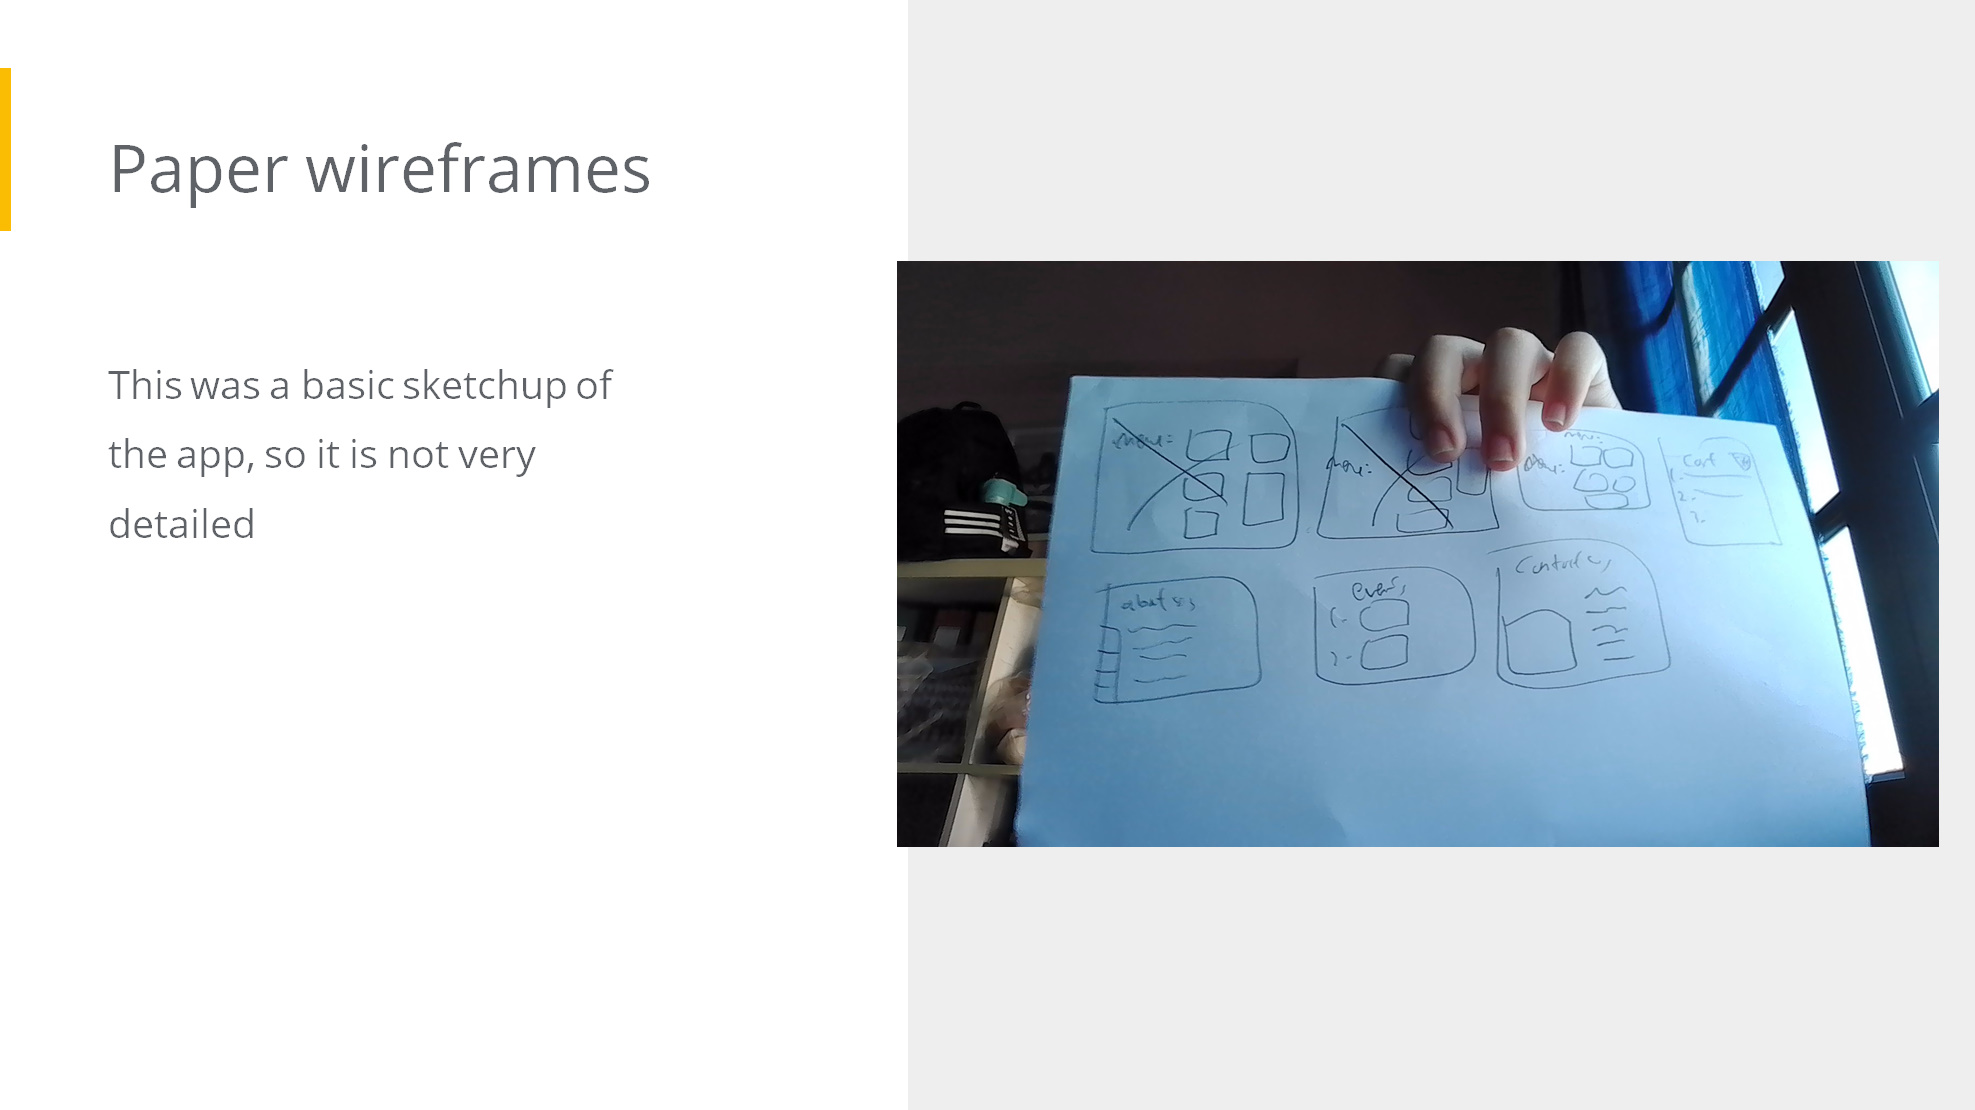 Paper wireframes
This was a basic sketchup of
the app, so it is not very
detailed
menu:
menu:
menu:
Cart
1.
2.
3.
about us
events
1.
2.
Contact us